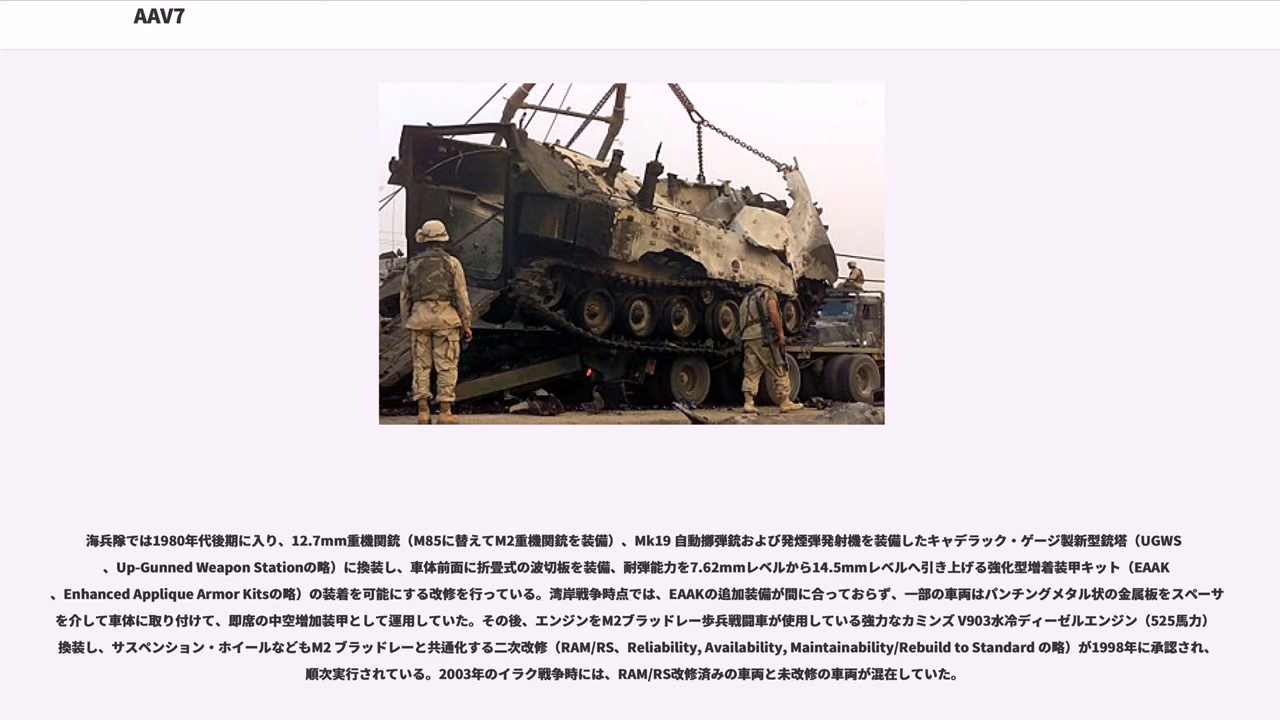 AAV7
海兵隊では1980年代後期に入り、12.7mm重機関銃（M85に替えてM2重機関銃を装備）、Mk19 自動擲弾銃および発煙弾発射機を装備したキャデラック・ゲージ製新型銃塔（UGWS
、Up-Gunned Weapon Stationの略）に換装し、車体前面に折畳式の波切板を装備、耐弾能力を7.62mmレベルから14.5mmレベルへ引き上げる強化型増着装甲キット（EAAK
、Enhanced Applique Armor Kitsの略）の装着を可能にする改修を行っている。湾岸戦争時点では、EAAKの追加装備が間に合っておらず、一部の車両はパンチングメタル状の金属板をスペーサ
を介して車体に取り付けて、即席の中空増加装甲として運用していた。その後、エンジンをM2ブラッドレー歩兵戦闘車が使用している強力なカミンズ V903水冷ディーゼルエンジン（525馬力）
換装し、サスペンション・ホイールなどもM2 ブラッドレーと共通化する二次改修（RAM/RS、Reliability, Availability, Maintainability/Rebuild to Standard の略）が1998年に承認され、
順次実行されている。2003年のイラク戦争時には、RAM/RS改修済みの車両と未改修の車両が混在していた。